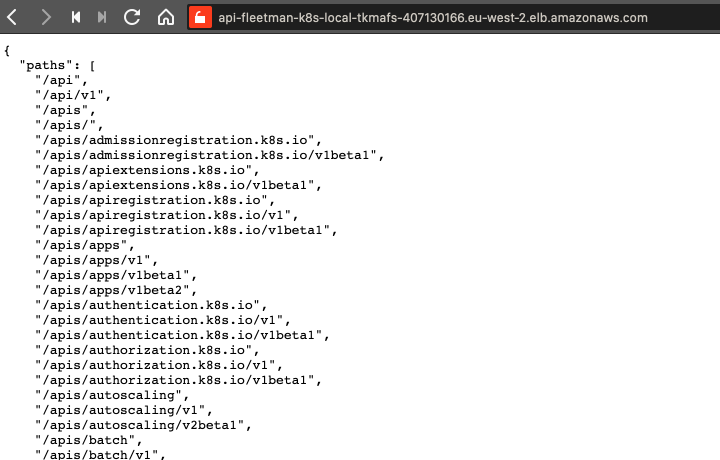 api-fleetman-k8s-local-tkmafs-407130166.eu-west-2.elb.amazonaws.com
{
"paths": [
"/api",
"/api/v1",
"/apis",
"/apis/",
"/apis/admissionregistration.k8s.io",
"/apis/admissionregistration.k8s.io/v1beta1",
"/apis/apiextensions.k8s.io",
"/apis/apiextensions.k8s.io/v1beta1",
"/apis/apiregistration.k8s.io",
"/apis/apiregistration.k8s.io/v1",
"/apis/apiregistration.k8s.io/v1beta1",
"/apis/apps",
"/apis/apps/v1",
"/apis/apps/v1beta1",
"/apis/apps/v1beta2",
"/apis/authentication.k8s.io",
"/apis/authentication.k8s.io/v1",
"/apis/authentication.k8s.io/v1beta1",
"/apis/authorization.k8s.io",
"/apis/authorization.k8s.io/v1",
"/apis/authorization.k8s.io/v1beta1",
"/apis/autoscaling",
"/apis/autoscaling/v1",
"/apis/autoscaling/v2beta1",
"/apis/batch",
"/apis/batch/v1",